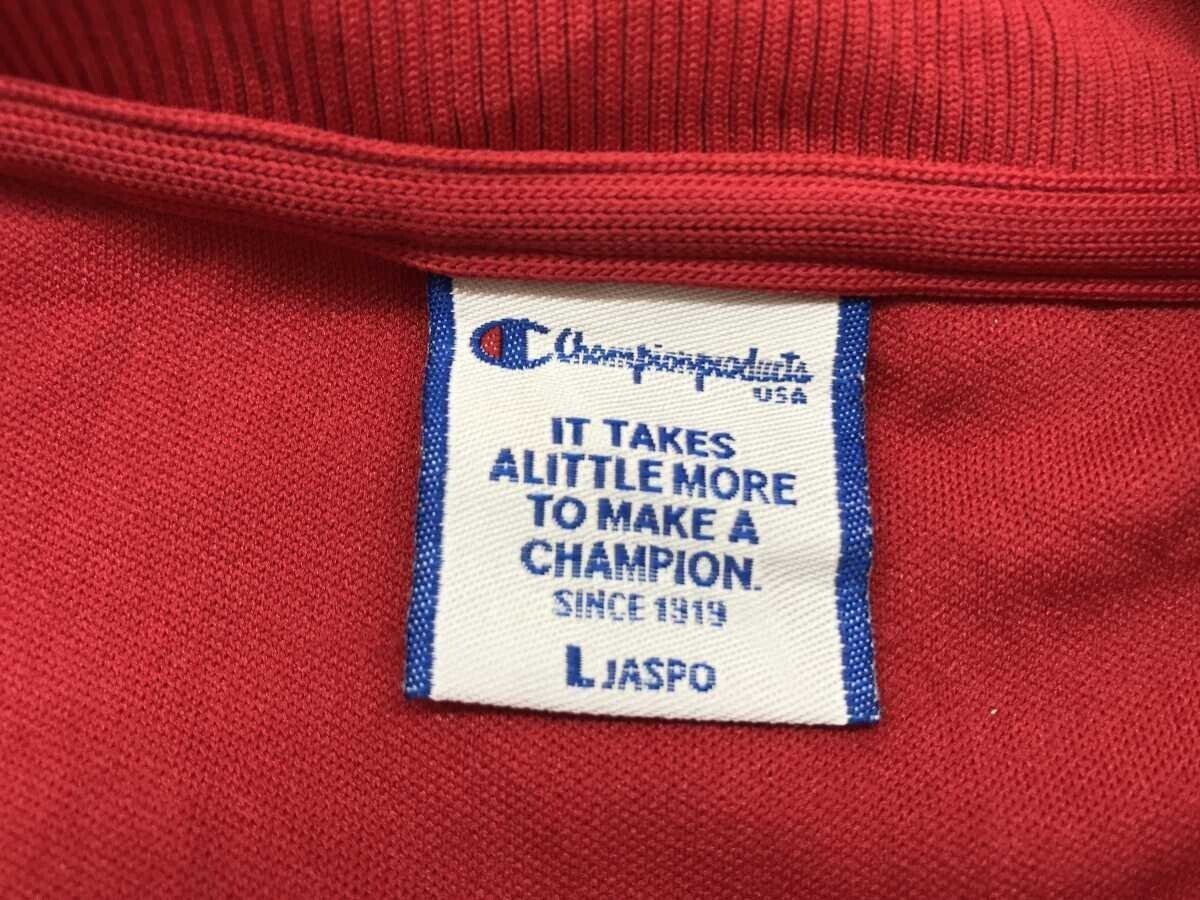 Championproducts
USA
IT TAKES
ALITTLE MORE
TO MAKE A
CHAMPION.
SINCE 1919
L JASPO